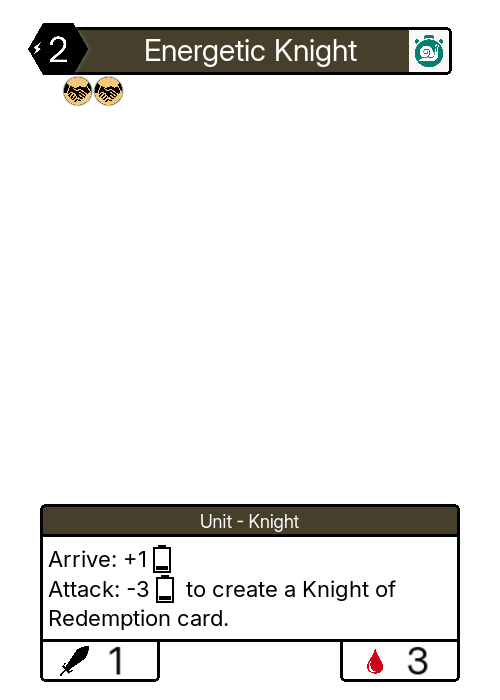 2 Energetic Knight
Unit - Knight
Arrive: +1
Attack: -3 to create a Knight of
Redemption card.
1 3